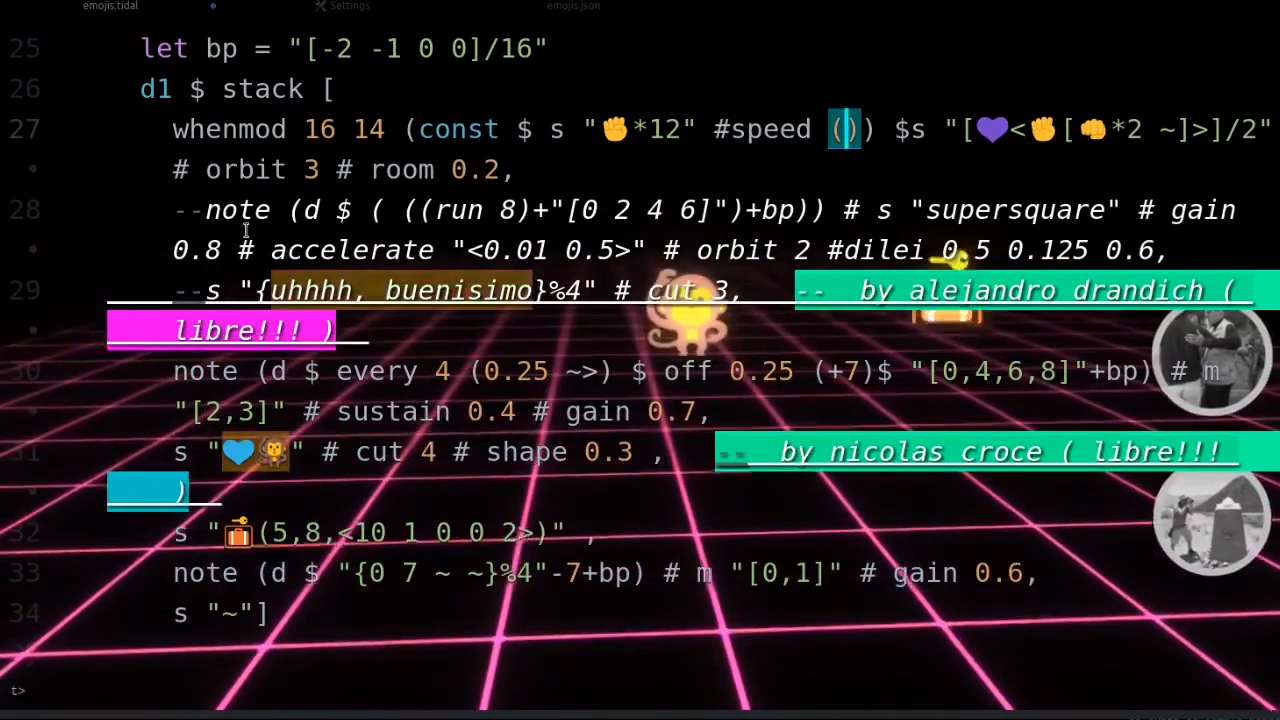 emojis.tidal Settings emojis.json
25 let bp = "[-2 -1 0 0]/16"
26 d1 $ stack [
27 whenmod 16 14 (const $ s "✊*12" #speed ()) $s "[💜<✊[👊*2 ~]>]/2"
• # orbit 3 # room 0.2,
28 --note (d $ ( ((run 8)+"[0 2 4 6]")+bp)) # s "supersquare" # gain
• 0.8 # accelerate "<0.01 0.5>" # orbit 2 #dilei 0.5 0.125 0.6,
29 --s "{uhhhh, buenisimo}%4" # cut 3, -- by alejandro drandich (
• libre!!! )
30 note (d $ every 4 (0.25 ~>) $ off 0.25 (+7)$ "[0,4,6,8]"+bp) # m
• "[2,3]" # sustain 0.4 # gain 0.7,
31 s "💙🐵" # cut 4 # shape 0.3 , -- by nicolas croce ( libre!!!
• )
32 s "🧳(5,8,<10 1 0 0 2>)" ,
33 note (d $ "{0 7 ~ ~}%4"-7+bp) # m "[0,1]" # gain 0.6,
34 s "~"]
t>